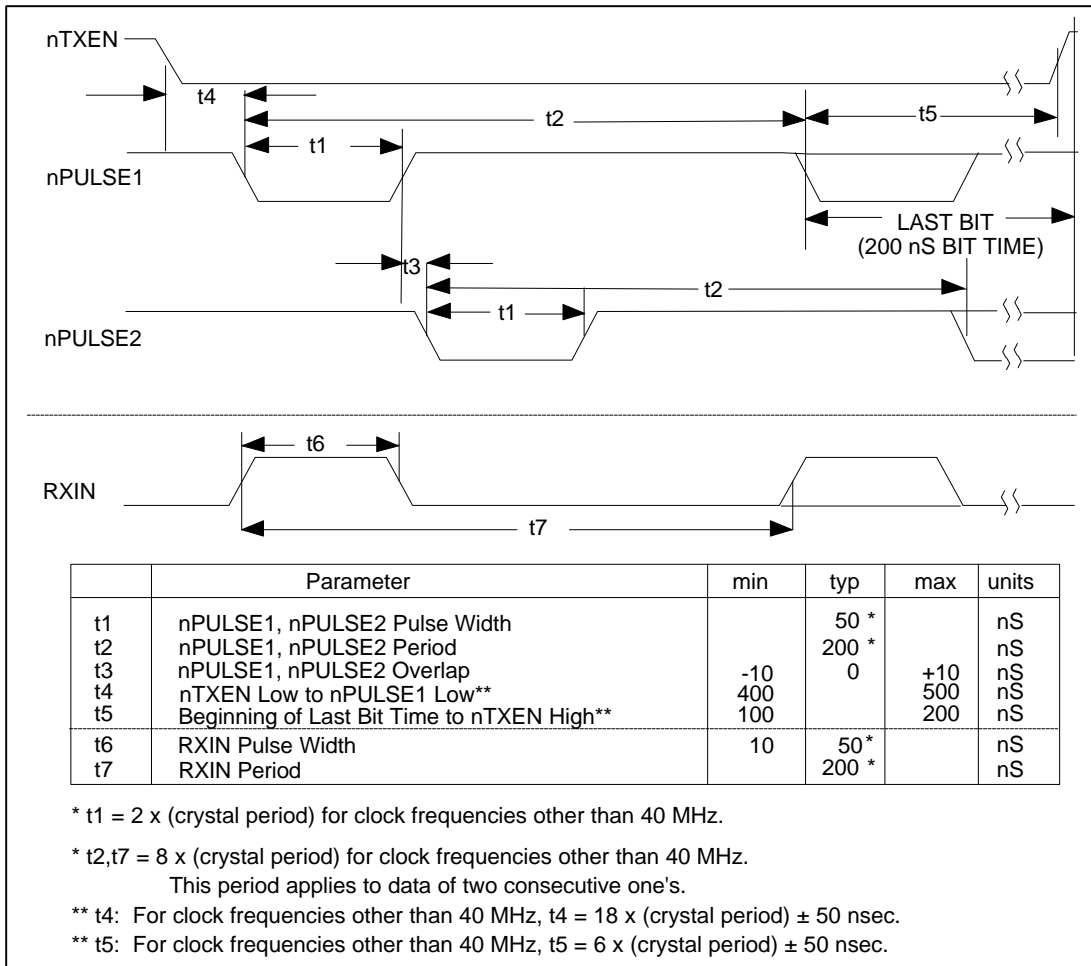 nTXEN
t4
t2
t5
t1
nPULSE1
LAST BIT
(200 nS BIT TIME)
t3
t2
t1
nPULSE2
t6
RXIN
t7
Parameter min typ max units
t1 nPULSE1, nPULSE2 Pulse Width 50 * nS
t2 nPULSE1, nPULSE2 Period 200 * nS
t3 nPULSE1, nPULSE2 Overlap -10 0 +10 nS
t4 nTXEN Low to nPULSE1 Low** 400 500 nS
t5 Beginning of Last Bit Time to nTXEN High** 100 200 nS
t6 RXIN Pulse Width 10 50* nS
t7 RXIN Period 200 * nS
* t1 = 2 x (crystal period) for clock frequencies other than 40 MHz.
* t2,t7 = 8 x (crystal period) for clock frequencies other than 40 MHz.
This period applies to data of two consecutive one's.
** t4: For clock frequencies other than 40 MHz, t4 = 18 x (crystal period) ± 50 nsec.
** t5: For clock frequencies other than 40 MHz, t5 = 6 x (crystal period) ± 50 nsec.